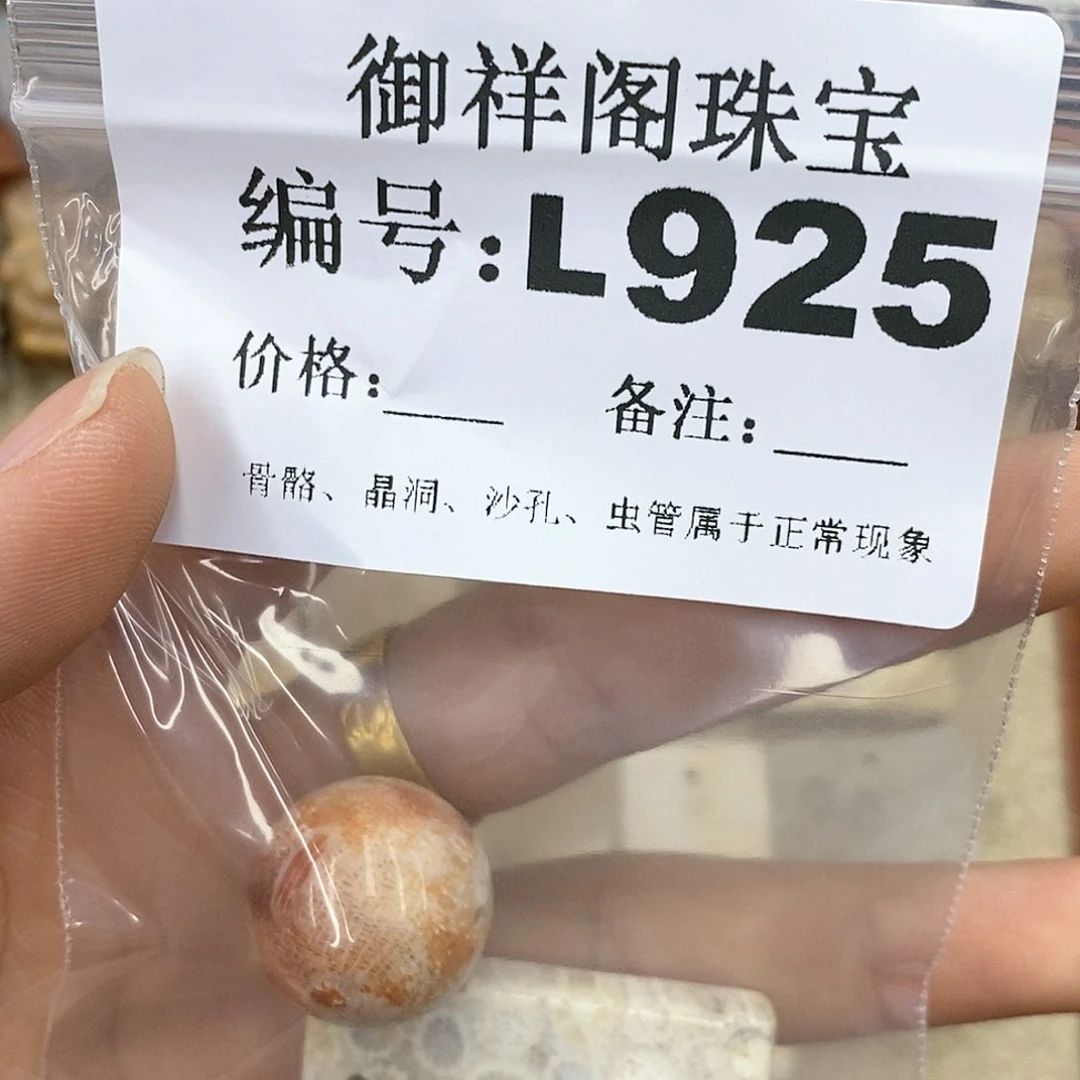 御祥阁珠宝
编号:L925
价格:____ 备注:____
骨骼、晶洞、沙孔、虫管属于正常现象